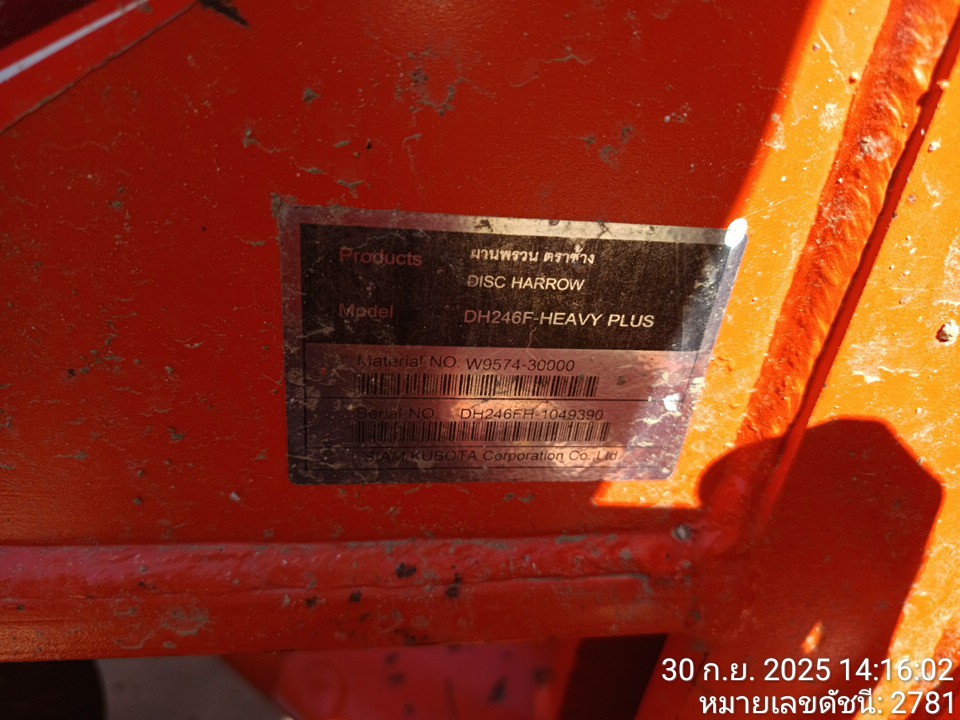 Products ผานพรวน ตราช้าง
DISC HARROW
Model DH246F-HEAVY PLUS
Material NO. W9574-30000
Serial NO. DH246FH-1049390
SIAM KUBOTA Corporation Co.,Ltd.
30 ก.ย. 2025 14:16:02
หมายเลขดัชนี: 2781